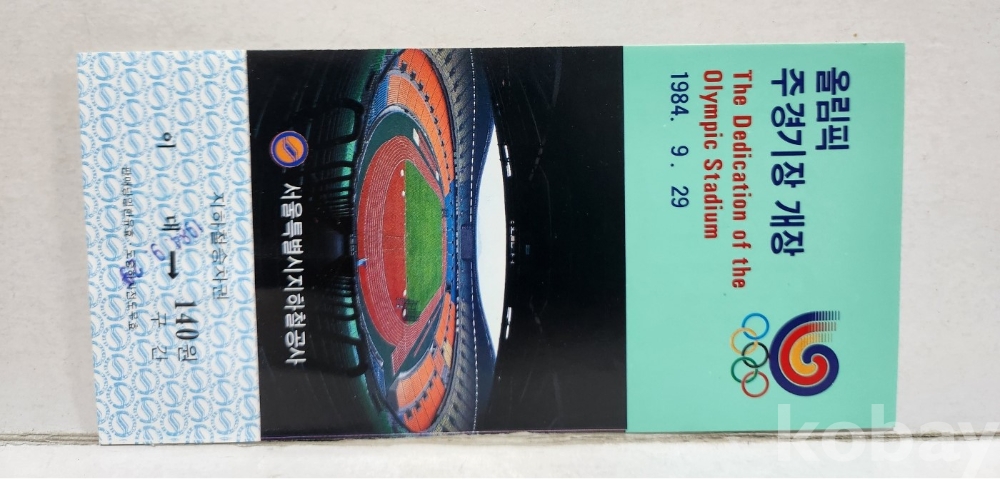 올림픽
주경기장 개장
The Dedication of the
Olympic Stadium
1984. 9. 29
서울특별시지하철공사
지하철승차권
이 대 → 140원
구 간
kobay